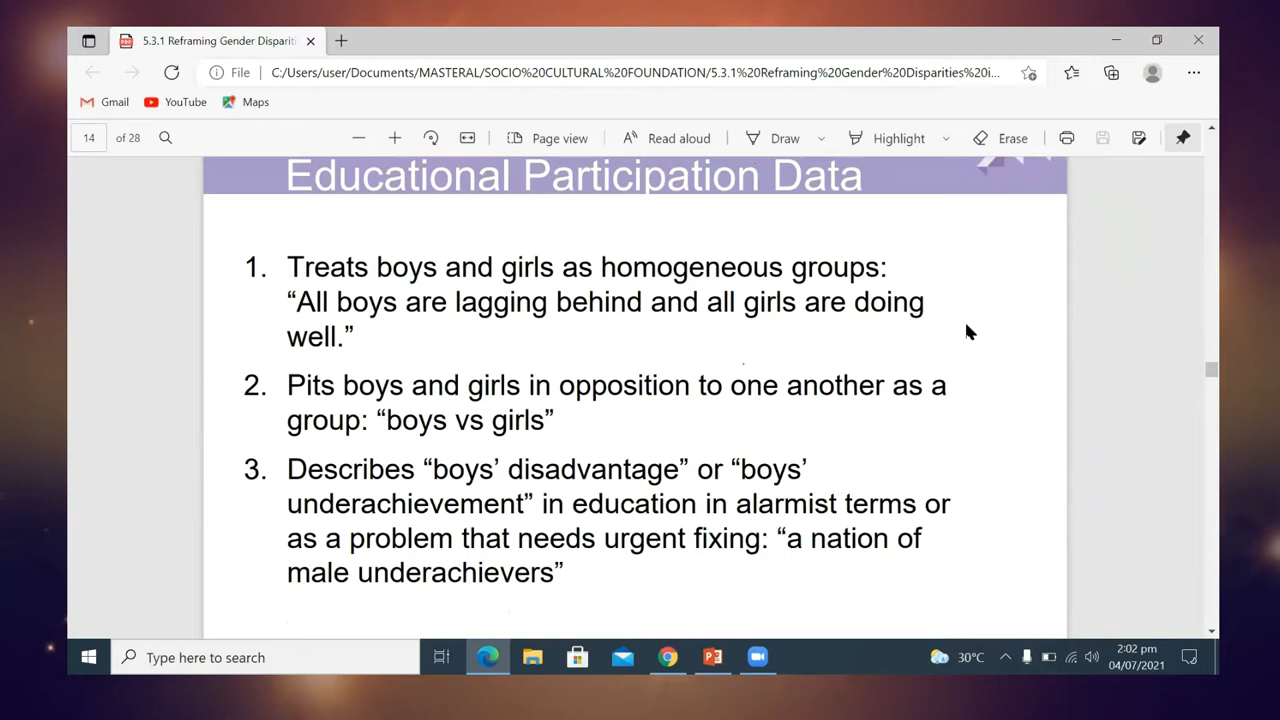 5.3.1 Reframing Gender Dispariti
File
C:/Users/user/Documents/MASTERAL/SOCIO%20CULTURAL%20FOUNDATION/5.3.1%20Reframing%20Gender%20Disparities%20i...
Gmail YouTube Maps
14 of 28 Page view Read aloud Draw Highlight Erase
Educational Participation Data
1. Treats boys and girls as homogeneous groups:
“All boys are lagging behind and all girls are doing
well.”
2. Pits boys and girls in opposition to one another as a
group: “boys vs girls”
3. Describes “boys’ disadvantage” or “boys’
underachievement” in education in alarmist terms or
as a problem that needs urgent fixing: “a nation of
male underachievers”
Type here to search
30°C
2:02 pm
04/07/2021